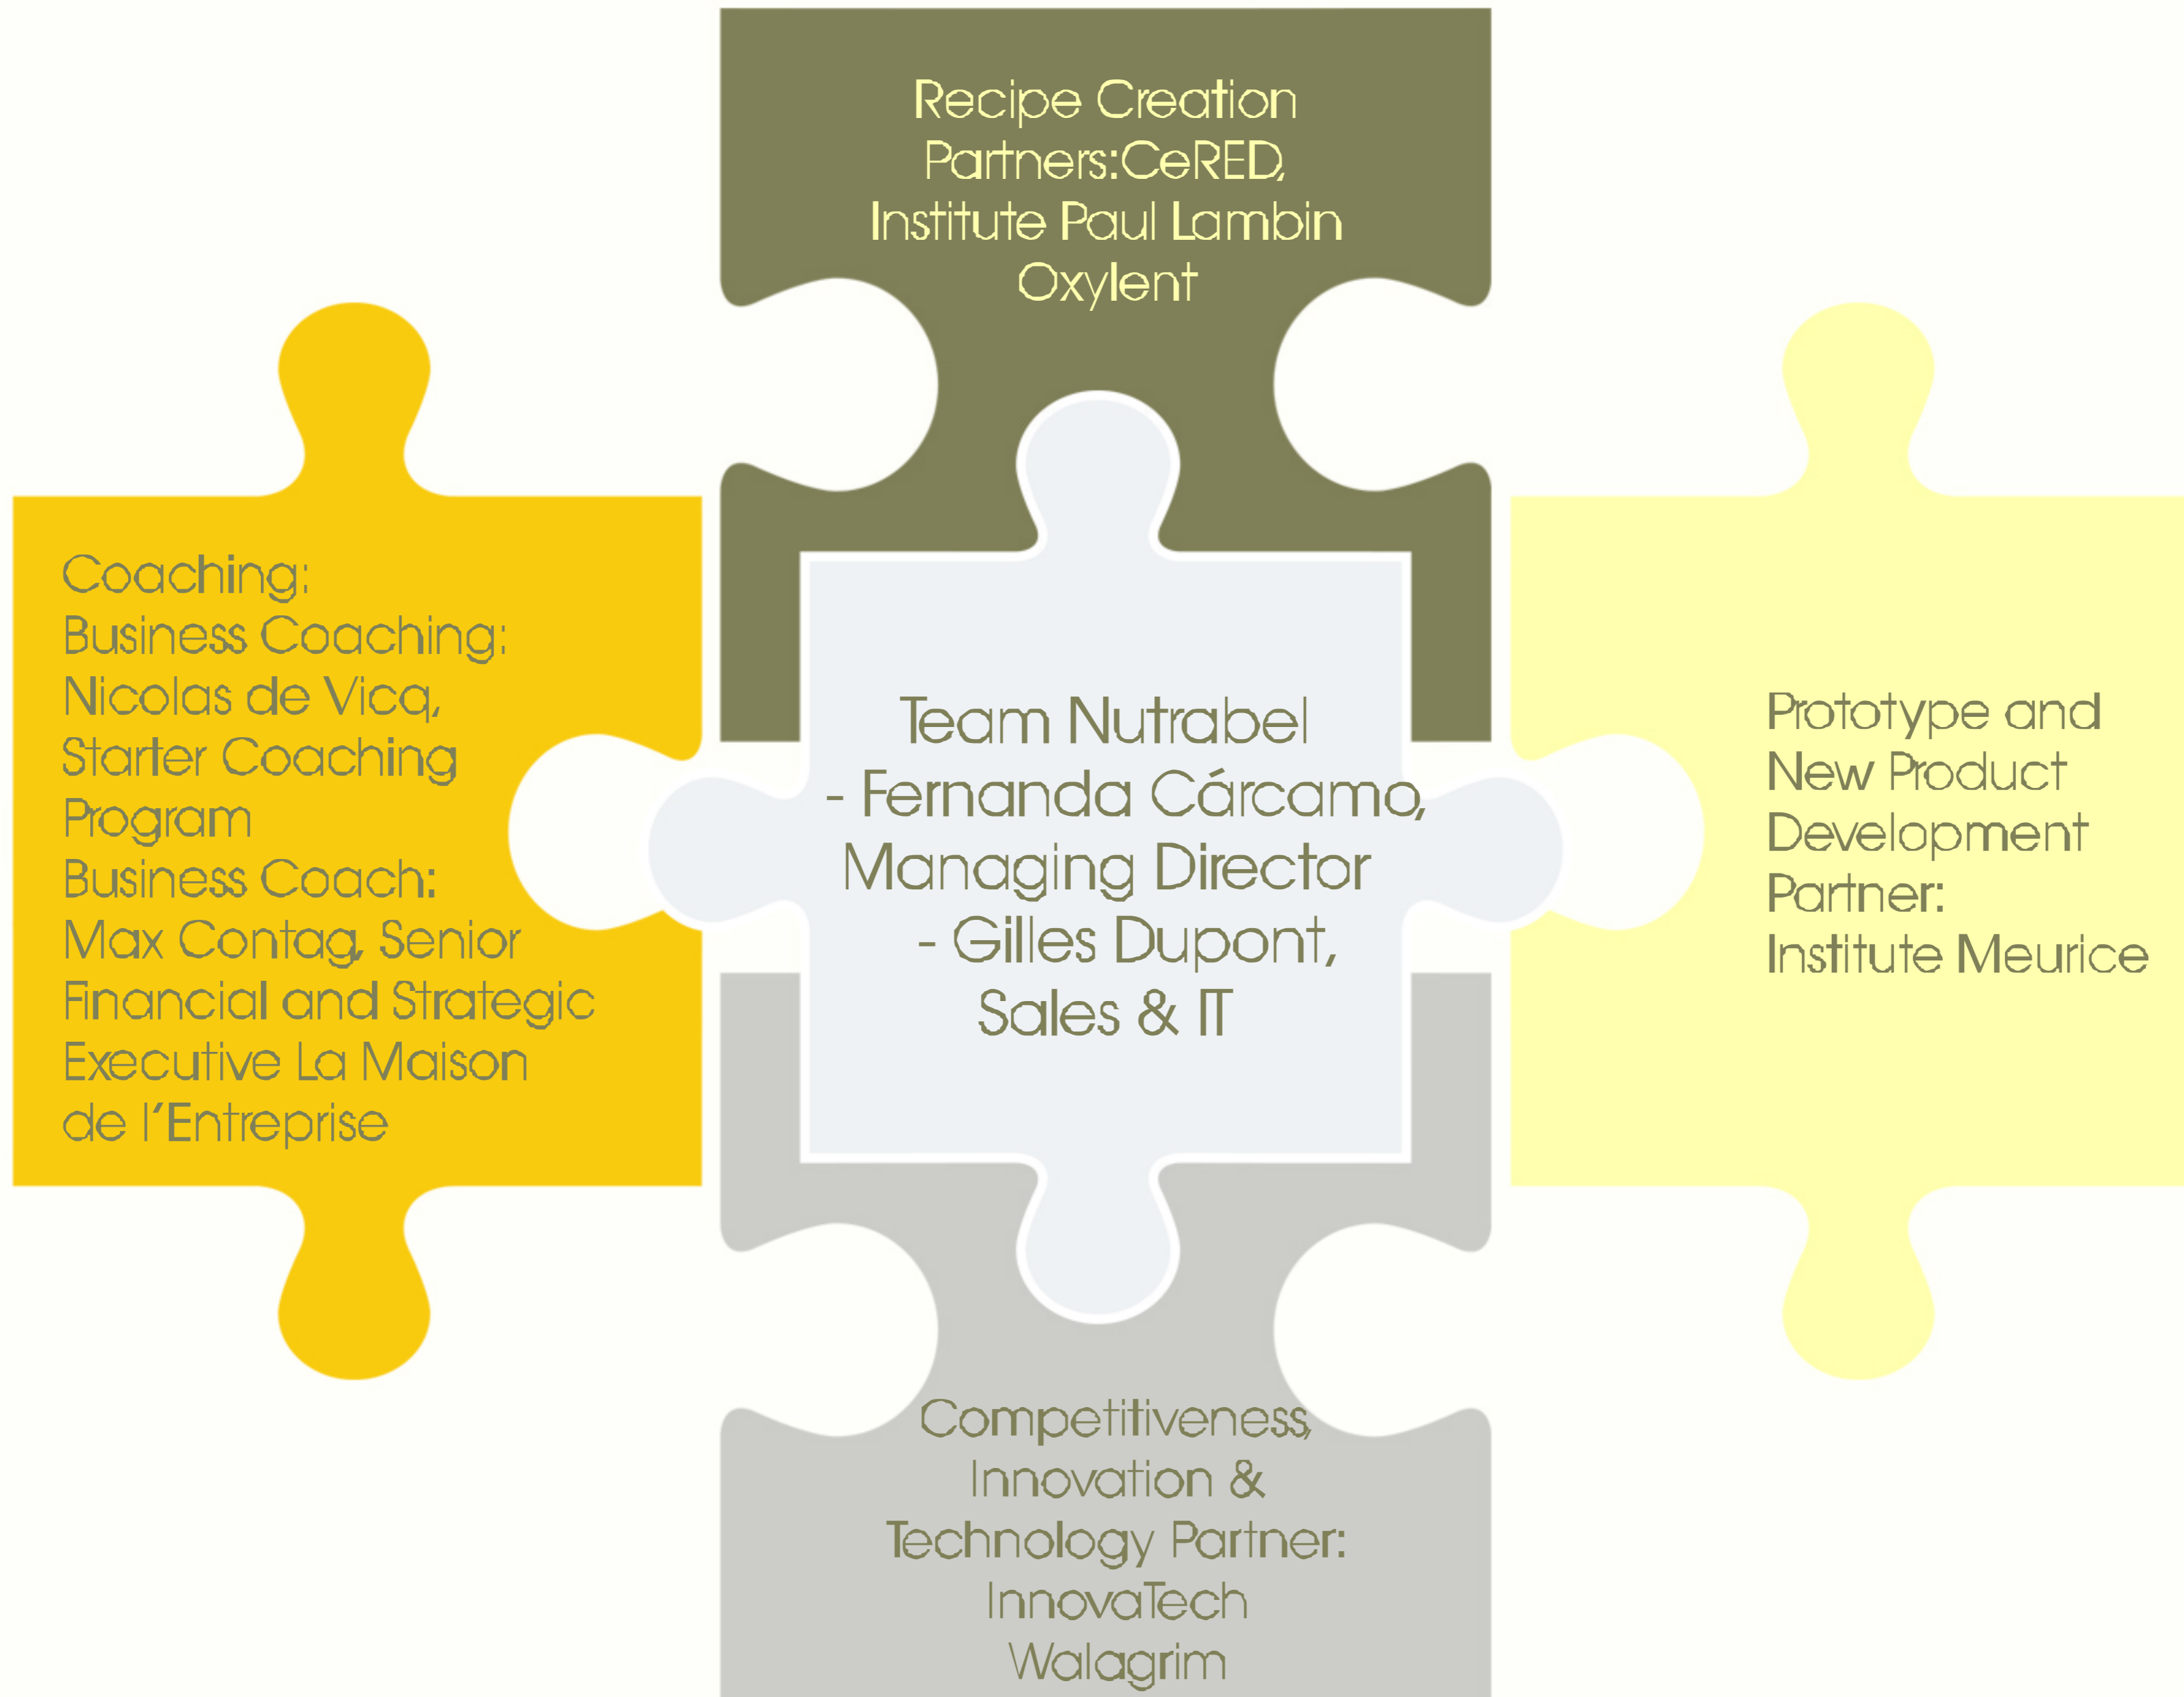 Recipe Creation
Partners:CeRED,
Institute Paul Lambin
Oxylent
Coaching:
Business Coaching:
Nicolas de Vicq,
Starter Coaching
Program
Business Coach:
Max Contag, Senior
Financial and Strategic
Executive La Maison
de l'Entreprise
Team Nutrabel
- Fernanda Cárcamo,
Managing Director
- Gilles Dupont,
Sales & IT
Prototype and
New Product
Development
Partner:
Institute Meurice
Competitiveness,
Innovation &
Technology Partner:
InnovaTech
Walagrim